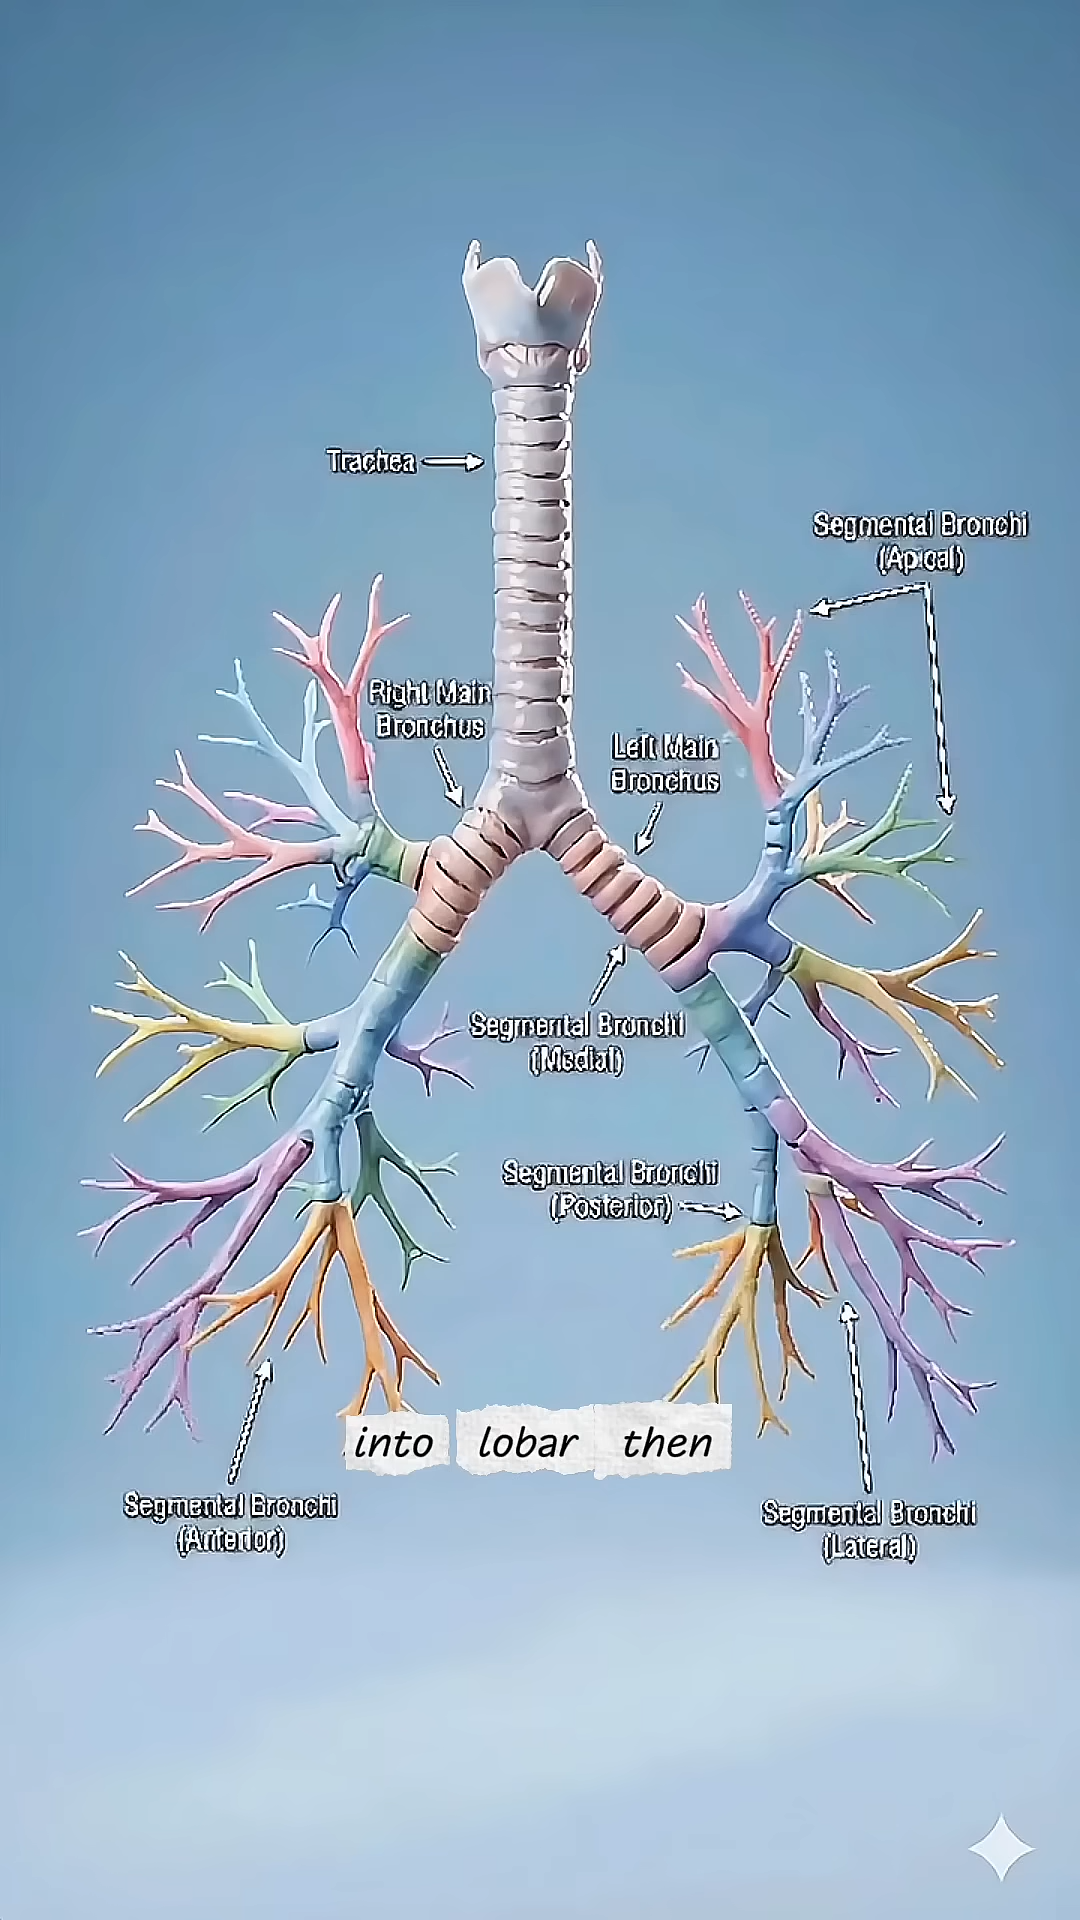 Trachea
Segmental Bronchi
(Apical)
Right Main
Bronchus
Left Main
Bronchus
Segmental Bronchi
(Medial)
Segmental Bronchi
(Posterior)
into lobar then
Segmental Bronchi
(Anterior)
Segmental Bronchi
(Lateral)